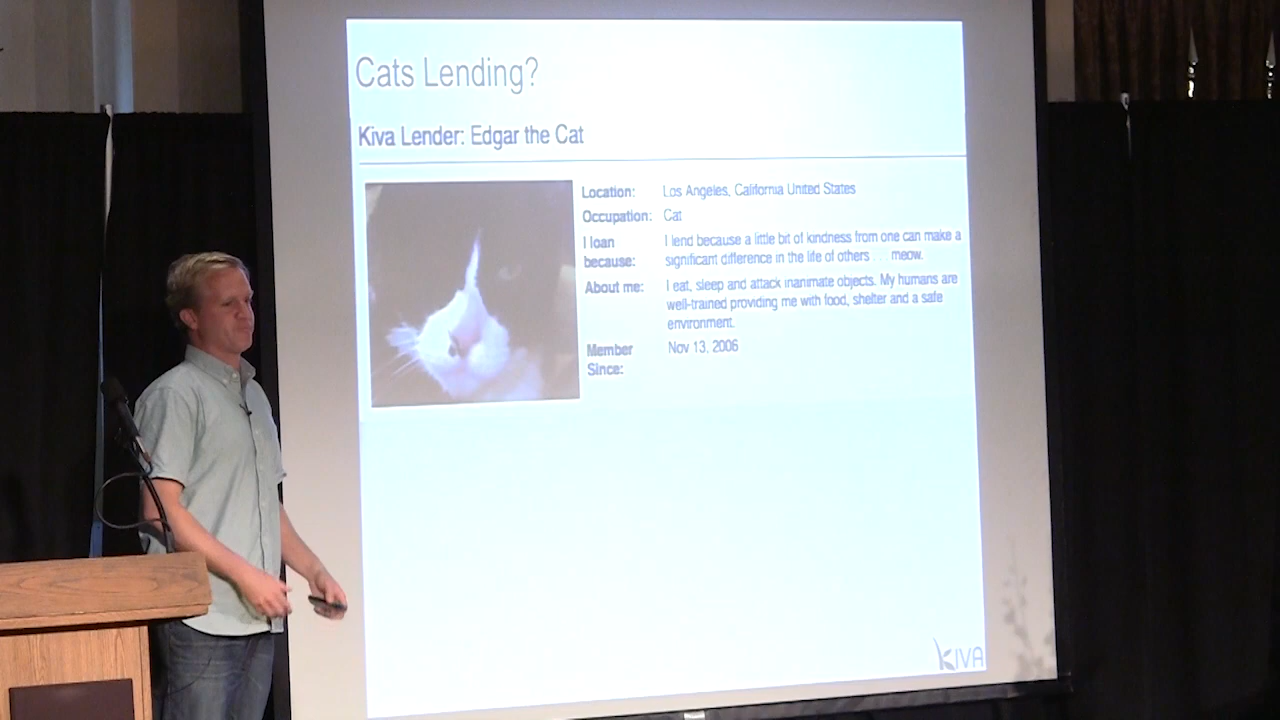 Cats Lending?
Kiva Lender: Edgar the Cat
Location: Los Angeles, California United States
Occupation: Cat
I loan because: I lend because a little bit of kindness from one can make a
significant difference in the life of others . . . meow.
About me: I eat, sleep and attack inanimate objects. My humans are
well-trained providing me with food, shelter and a safe
environment.
Member Since: Nov 13, 2006
KIVA